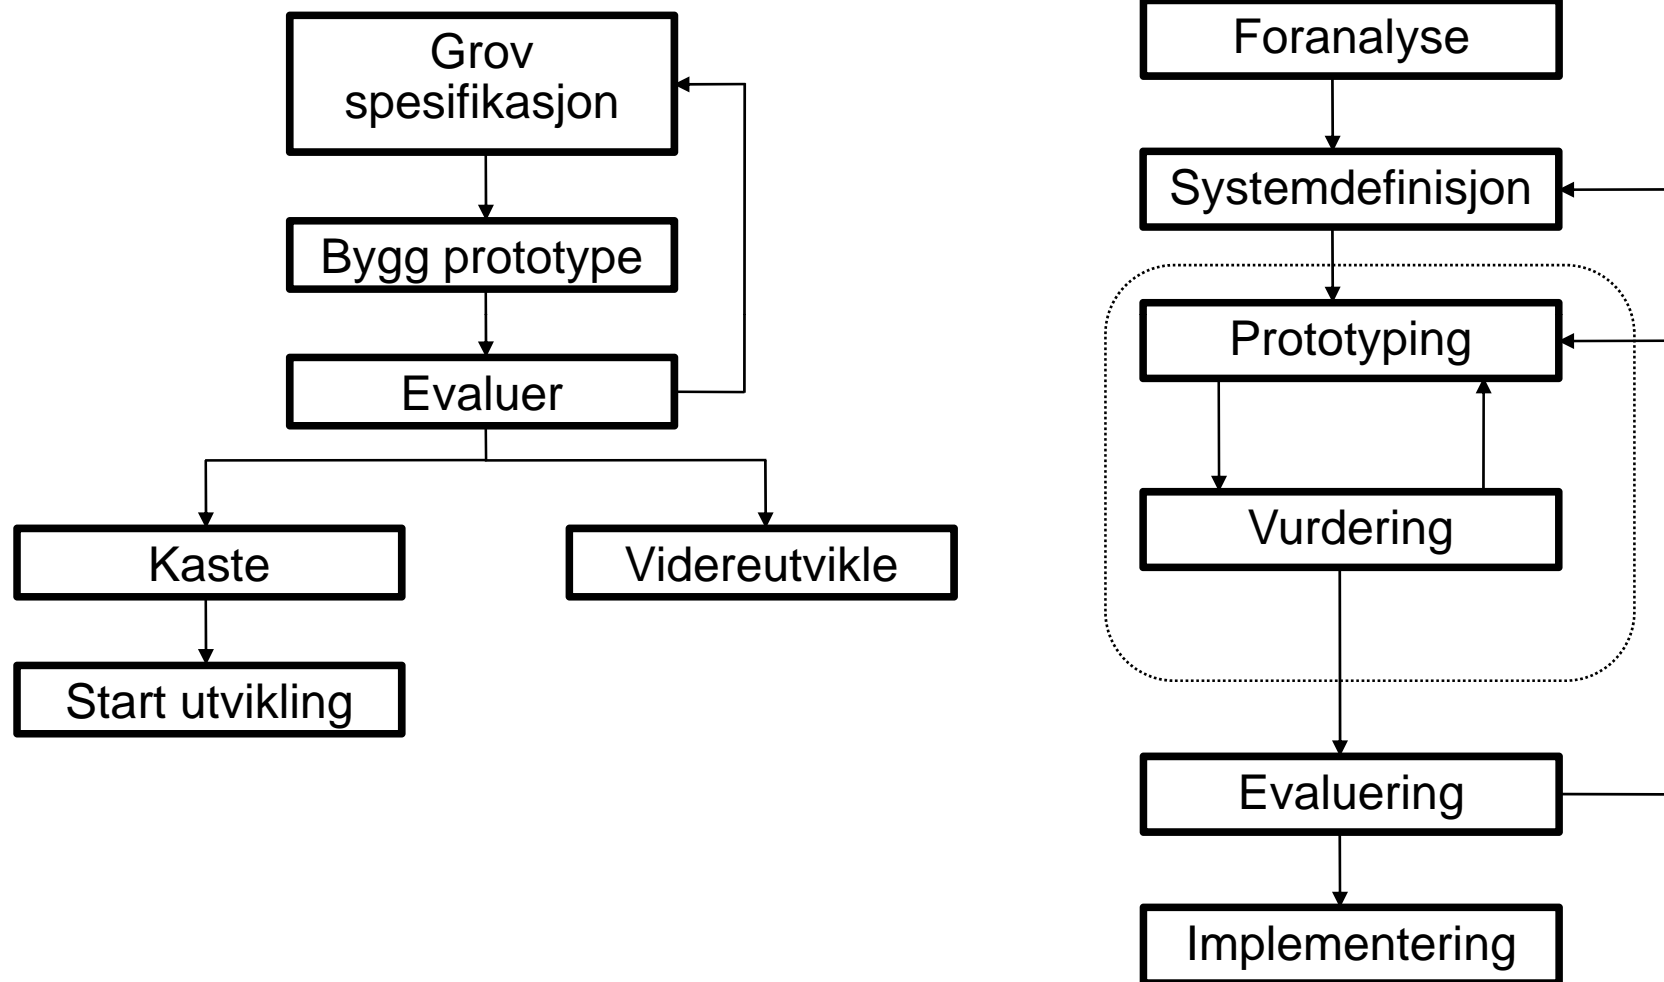 Grov
spesifikasjon
Bygg prototype
Evaluer
Kaste
Videreutvikle
Start utvikling
Foranalyse
Systemdefinisjon
Prototyping
Vurdering
Evaluering
Implementering